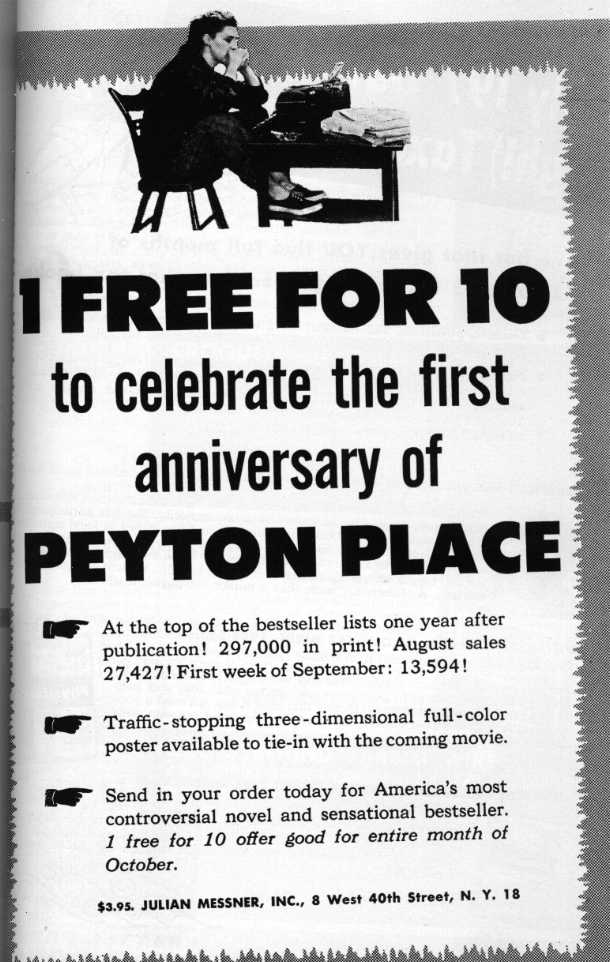 1 FREE FOR 10
to celebrate the first
anniversary of
PEYTON PLACE
At the top of the bestseller lists one year after
publication! 297,000 in print! August sales
27,427! First week of September: 13,594!
Traffic-stopping three-dimensional full-color
poster available to tie-in with the coming movie.
Send in your order today for America's most
controversial novel and sensational bestseller.
1 free for 10 offer good for entire month of
October.
$3.95. JULIAN MESSNER, INC., 8 West 40th Street, N. Y. 18